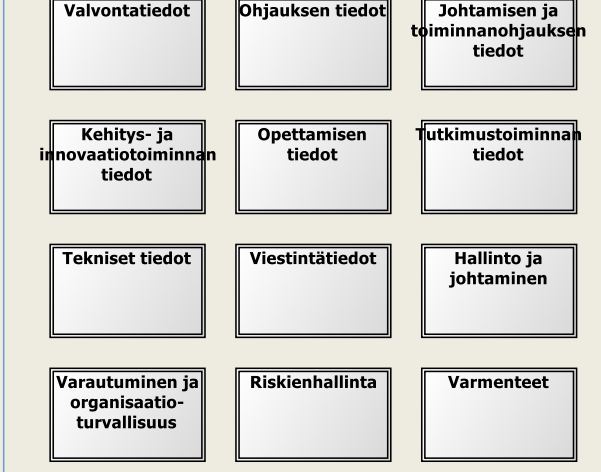 Valvontatiedot
Ohjauksen tiedot
Johtamisen ja
toiminnanohjauksen
tiedot
Kehitys- ja
innovaatiotoiminnan
tiedot
Opettamisen
tiedot
Tutkimustoiminnan
tiedot
Tekniset tiedot
Viestintätiedot
Hallinto ja
johtaminen
Varautuminen ja
organisaatio-
turvallisuus
Riskienhallinta
Varmenteet